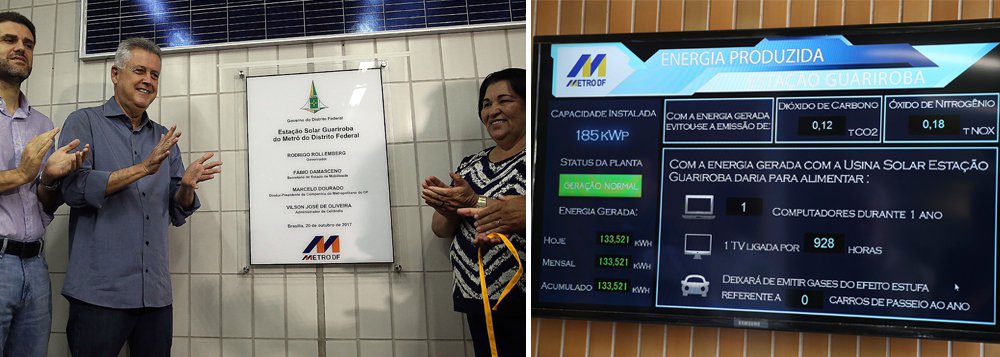 Governo do Distrito Federal
Estação Solar Guariroba
do Metrô do Distrito Federal
RODRIGO ROLLEMBERG
Governador
FÁBIO DAMASCENO
Secretário de Estado de Mobilidade
MARCELO DOURADO
Diretor-Presidente da Companhia do Metropolitano do DF
VILSON JOSÉ DE OLIVEIRA
Administrador de Ceilândia
Brasília, 20 de outubro de 2017
METRÔ DF
METRÔ DF
ENERGIA PRODUZIDA
ESTAÇÃO GUARIROBA
CAPACIDADE INSTALADA
185 KWP
STATUS DA PLANTA
GERAÇÃO NORMAL
ENERGIA GERADA:
HOJE 133,521 KWH
MENSAL 133,521 KWH
ACUMULADO 133,521 KWH
COM A ENERGIA GERADA
EVITOU-SE A EMISSÃO DE:
DIÓXIDO DE CARBONO
0,12 T CO2
ÓXIDO DE NITROGÊNIO
0,18 T NOX
COM A ENERGIA GERADA COM A USINA SOLAR ESTAÇÃO
GUARIROBA DARIA PARA ALIMENTAR :
1 COMPUTADORES DURANTE 1 ANO
1 TV LIGADA POR 928 HORAS
DEIXARÁ DE EMITIR GASES DO EFEITO ESTUFA
REFERENTE A 0 CARROS DE PASSEIO AO ANO
SAMSUNG